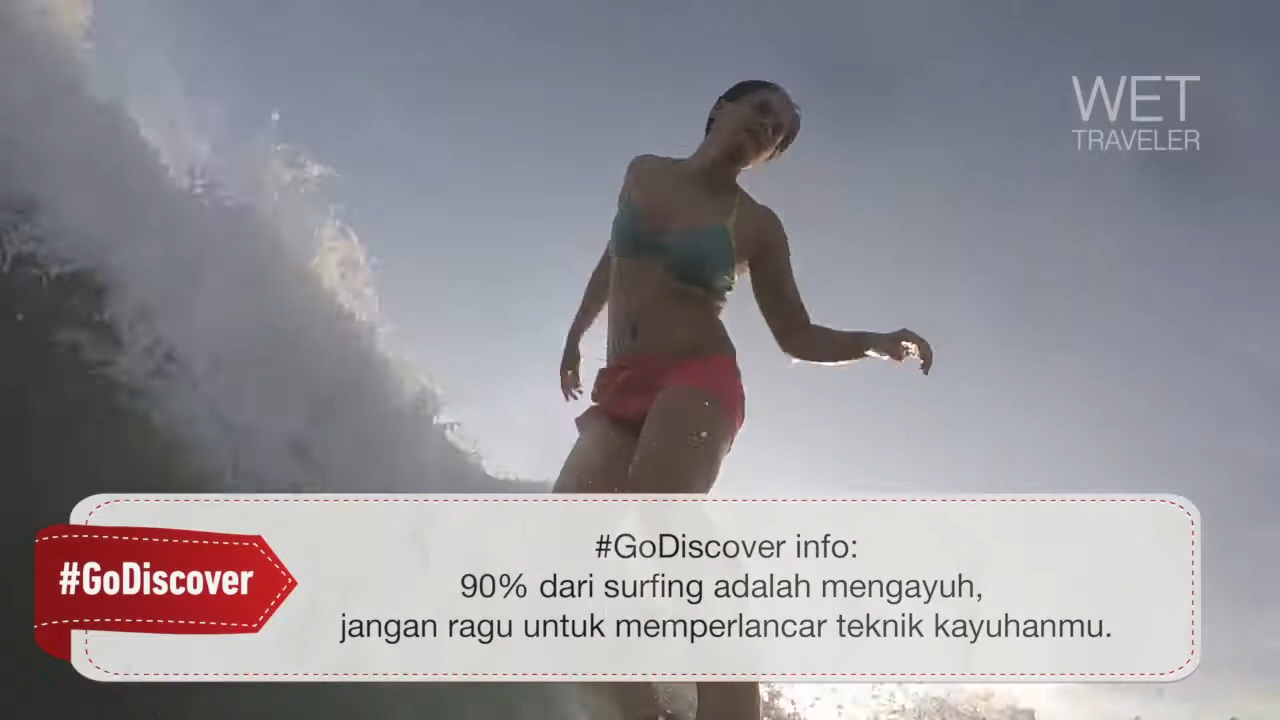 WET
TRAVELER
#GoDiscover info:
#GoDiscover
90% dari surfing adalah mengayuh,
jangan ragu untuk memperlancar teknik kayuhanmu.